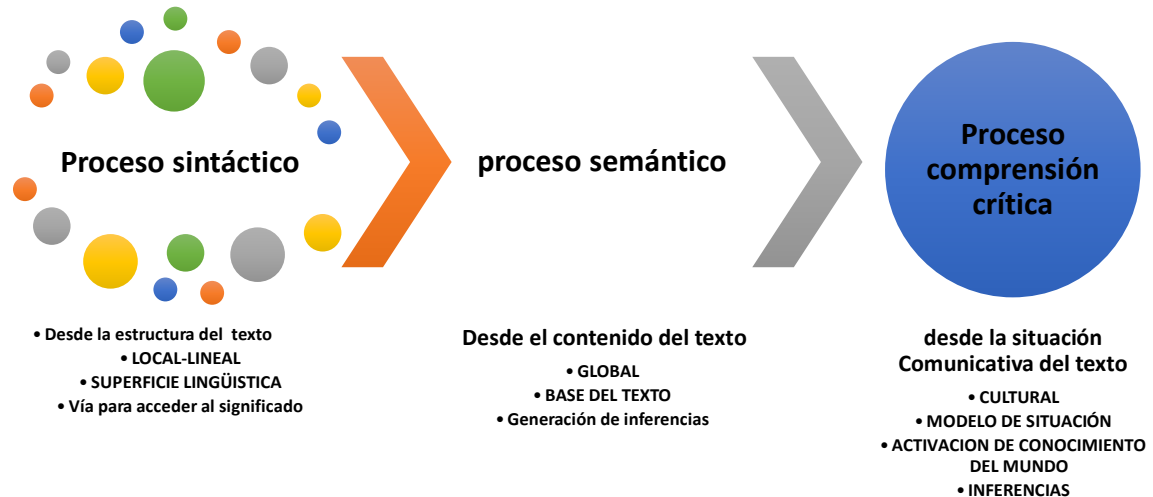 Proceso sintáctico
• Desde la estructura del texto
• LOCAL-LINEAL
• SUPERFICIE LINGÜISTICA
• Vía para acceder al significado
proceso semántico
Desde el contenido del texto
• GLOBAL
• BASE DEL TEXTO
• Generación de inferencias
Proceso
comprensión
crítica
desde la situación
Comunicativa del texto
• CULTURAL
• MODELO DE SITUACIÓN
• ACTIVACION DE CONOCIMIENTO
DEL MUNDO
• INFERENCIAS